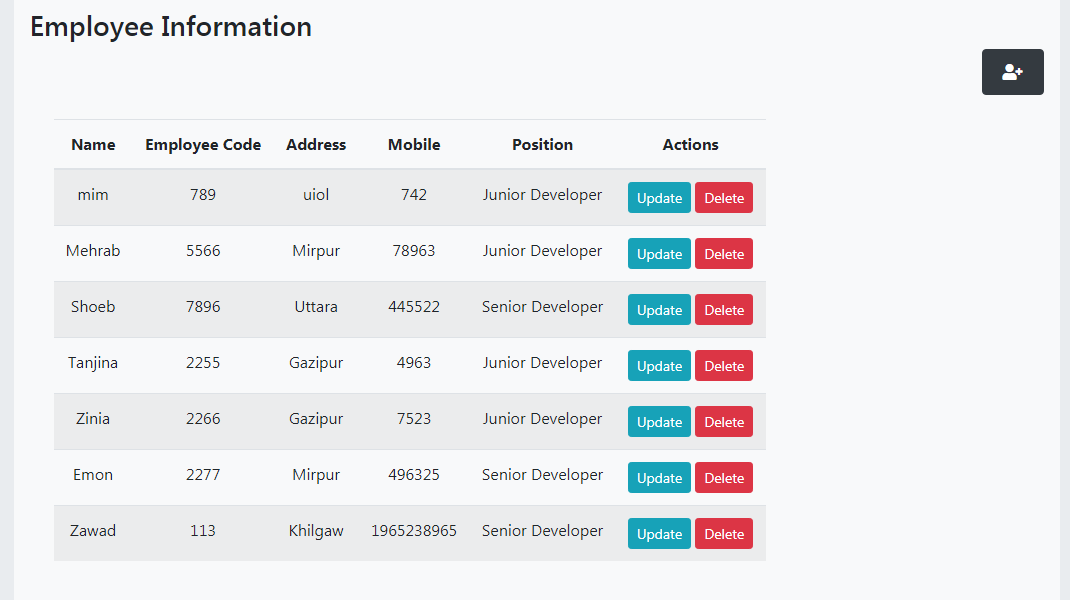 Employee Information
Name Employee Code Address Mobile Position Actions
mim 789 uiol 742 Junior Developer Update Delete
Mehrab 5566 Mirpur 78963 Junior Developer Update Delete
Shoeb 7896 Uttara 445522 Senior Developer Update Delete
Tanjina 2255 Gazipur 4963 Junior Developer Update Delete
Zinia 2266 Gazipur 7523 Junior Developer Update Delete
Emon 2277 Mirpur 496325 Senior Developer Update Delete
Zawad 113 Khilgaw 1965238965 Senior Developer Update Delete